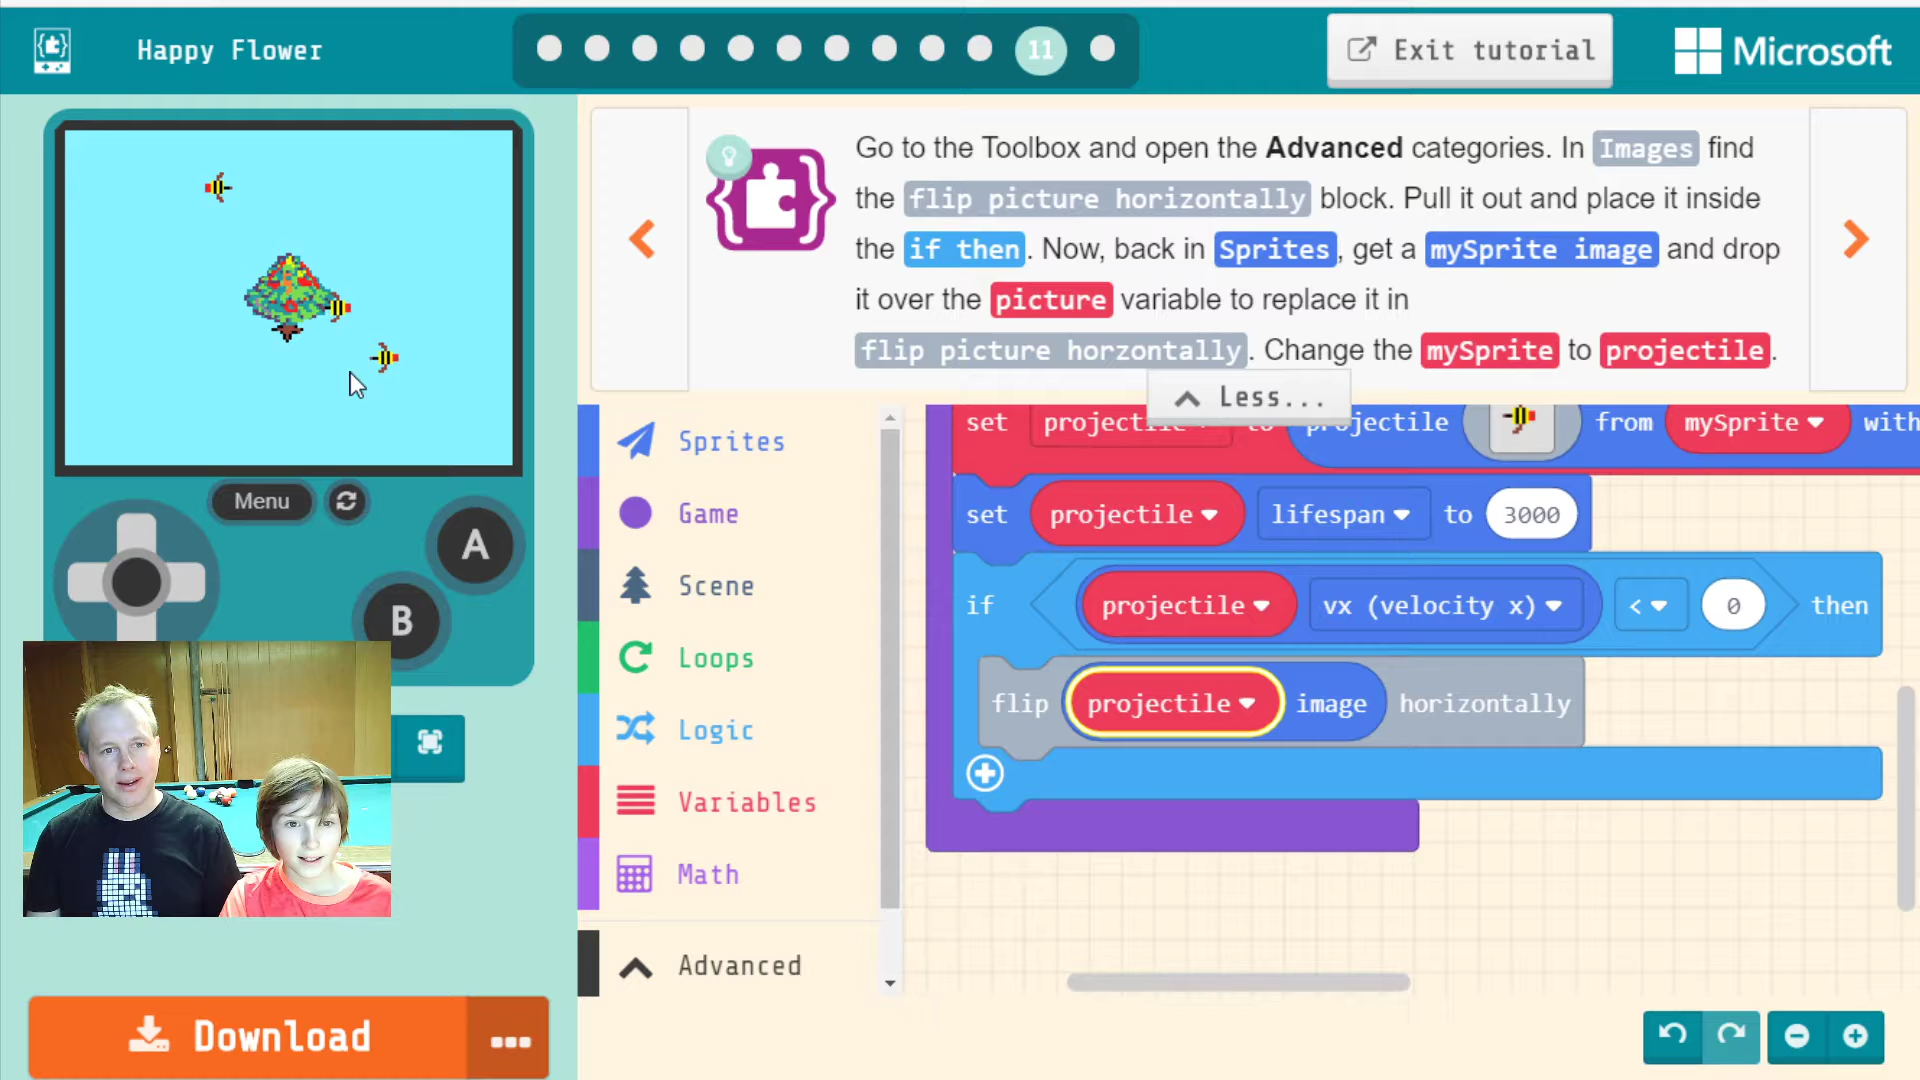 Happy Flower
11
Exit tutorial
Microsoft
Go to the Toolbox and open the Advanced categories. In Images find
the flip picture horizontally block. Pull it out and place it inside
the if then. Now, back in Sprites, get a mySprite image and drop
it over the picture variable to replace it in
flip picture horzontally. Change the mySprite to projectile.
Less...
Menu
A
B
Sprites
Game
Scene
Loops
Logic
Variables
Math
Advanced
set projectile to projectile from mySprite with
set projectile lifespan to 3000
if projectile vx (velocity x) < 0 then
flip projectile image horizontally
Download